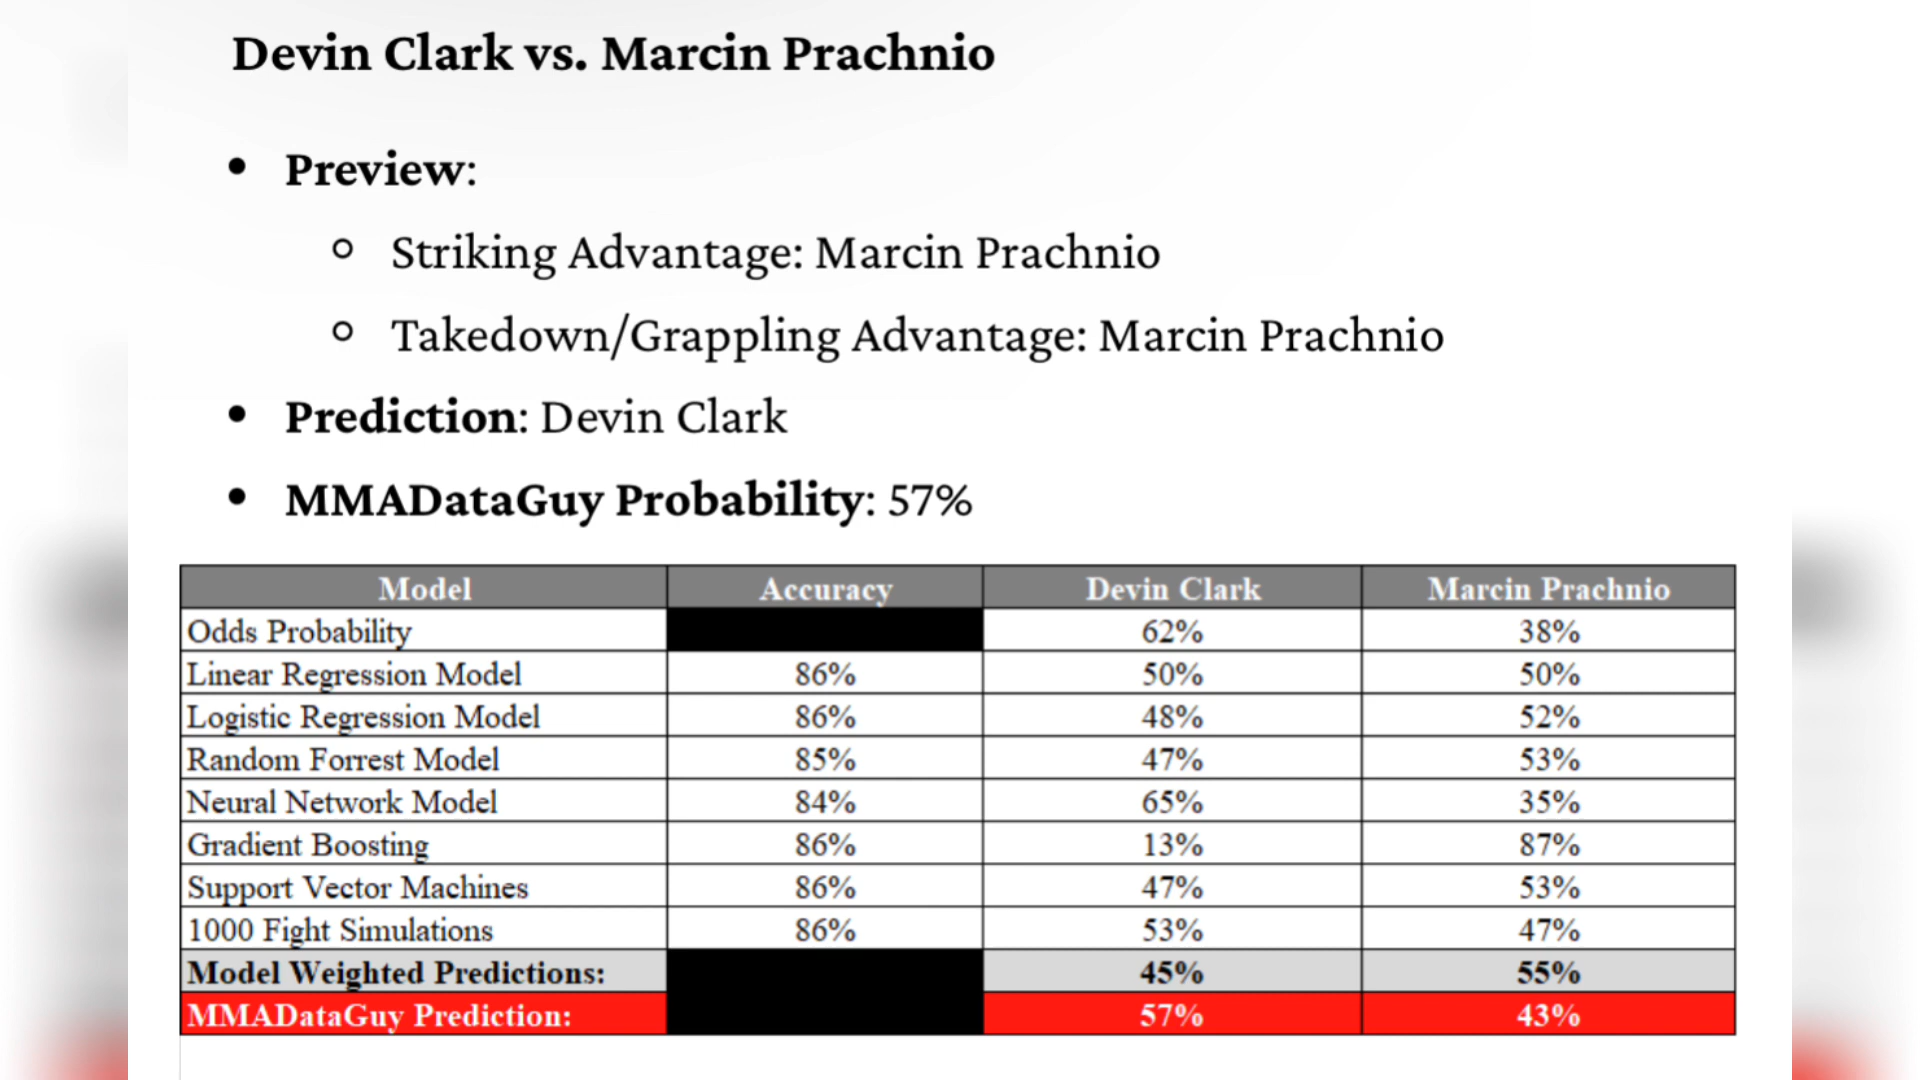 Devin Clark vs. Marcin Prachnio
• Preview:
○ Striking Advantage: Marcin Prachnio
○ Takedown/Grappling Advantage: Marcin Prachnio
• Prediction: Devin Clark
• MMADataGuy Probability: 57%
Model Accuracy Devin Clark Marcin Prachnio
Odds Probability 62% 38%
Linear Regression Model 86% 50% 50%
Logistic Regression Model 86% 48% 52%
Random Forrest Model 85% 47% 53%
Neural Network Model 84% 65% 35%
Gradient Boosting 86% 13% 87%
Support Vector Machines 86% 47% 53%
1000 Fight Simulations 86% 53% 47%
Model Weighted Predictions: 45% 55%
MMADataGuy Prediction: 57% 43%